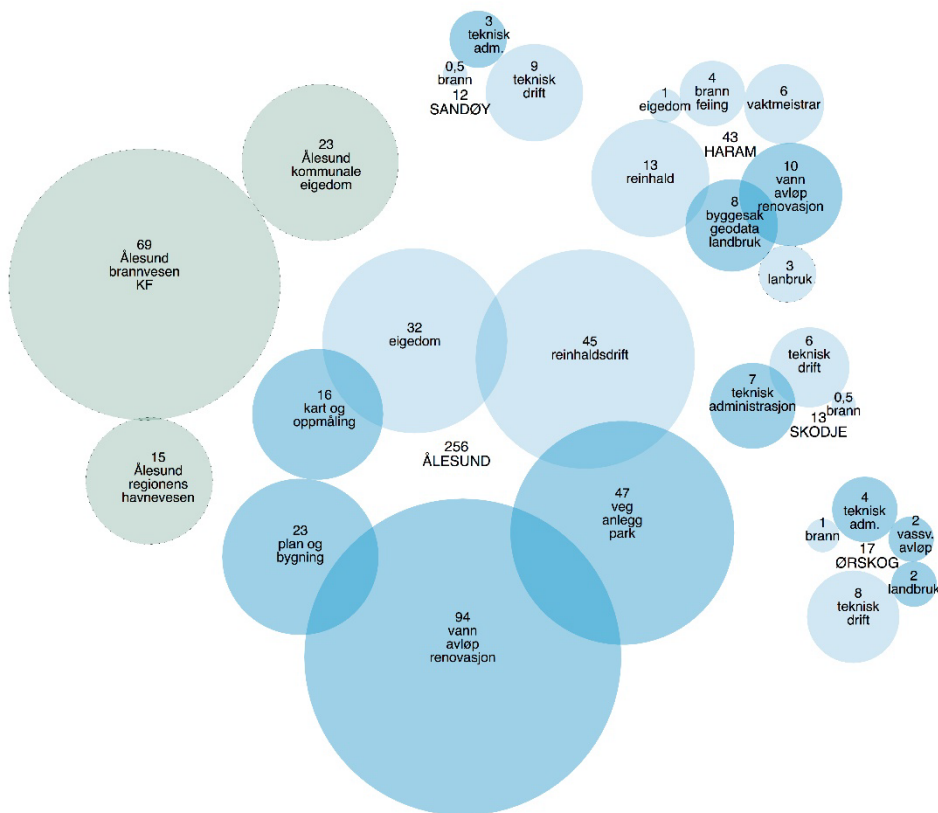 3
teknisk
adm.
0,5
brann
12
SANDØY
9
teknisk
drift
1
eigedom
4
brann
feiing
6
vaktmeistrar
43
HARAM
13
reinhald
10
vann
avløp
renovasjon
8
byggesak
geodata
landbruk
3
lanbruk
23
Ålesund
kommunale
eigedom
69
Ålesund
brannvesen
KF
15
Ålesund
regionens
havnevesen
32
eigedom
45
reinhaldsdrift
16
kart og
oppmåling
256
ÅLESUND
47
veg
anlegg
park
23
plan og
bygning
94
vann
avløp
renovasjon
6
teknisk
drift
7
teknisk
administrasjon
0,5
brann
13
SKODJE
4
teknisk
adm.
1
brann
2
vassv.
avløp
17
ØRSKOG
2
landbruk
8
teknisk
drift